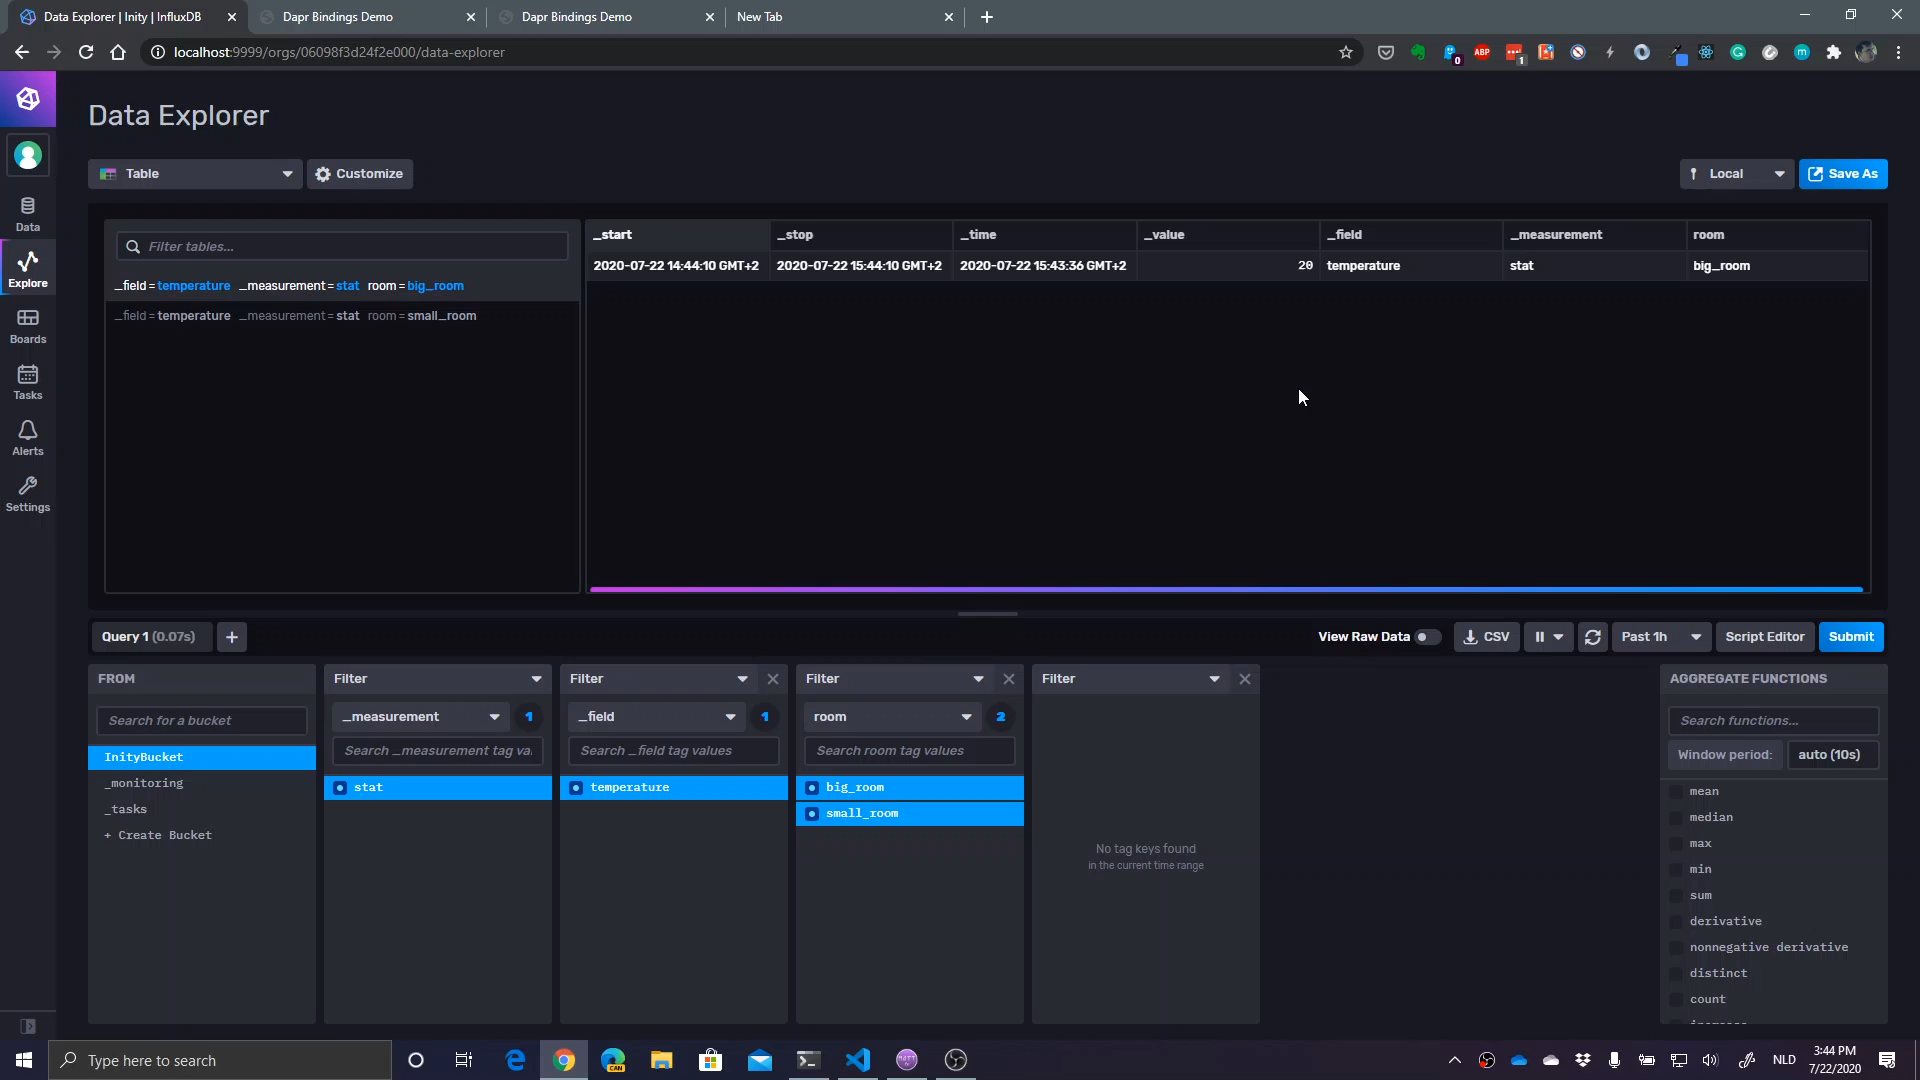 Data Explorer | Inity | InfluxDB
Dapr Bindings Demo
Dapr Bindings Demo
New Tab
localhost:9999/orgs/06098f3d24f2e000/data-explorer
ABP
0
1
Data Explorer
Table
Customize
Local
Save As
Data
Explore
Boards
Tasks
Alerts
Settings
Filter tables...
_field = temperature _measurement = stat room = big_room
_field = temperature _measurement = stat room = small_room
_start _stop _time _value _field _measurement room
2020-07-22 14:44:10 GMT+2 2020-07-22 15:44:10 GMT+2 2020-07-22 15:43:36 GMT+2 20 temperature stat big_room
Query 1 (0.07s)
+
View Raw Data
CSV
Past 1h
Script Editor
Submit
FROM
Search for a bucket
InityBucket
_monitoring
_tasks
+ Create Bucket
Filter
_measurement
1
Search _measurement tag va
stat
Filter
_field
1
Search _field tag values
temperature
Filter
room
2
Search room tag values
big_room
small_room
Filter
No tag keys found
in the current time range
AGGREGATE FUNCTIONS
Search functions...
Window period: auto (10s)
mean
median
max
min
sum
derivative
nonnegative derivative
distinct
count
Type here to search
CAN
NLD
3:44 PM
7/22/2020